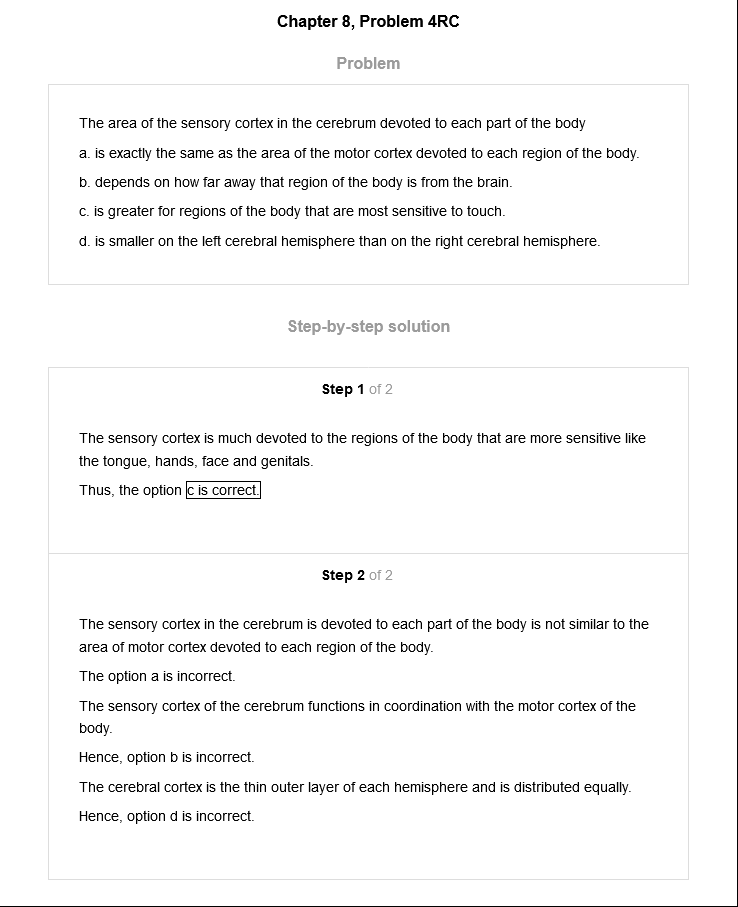 Chapter 8, Problem 4RC
Problem
The area of the sensory cortex in the cerebrum devoted to each part of the body
a. is exactly the same as the area of the motor cortex devoted to each region of the body.
b. depends on how far away that region of the body is from the brain.
c. is greater for regions of the body that are most sensitive to touch.
d. is smaller on the left cerebral hemisphere than on the right cerebral hemisphere.
Step-by-step solution
Step 1 of 2
The sensory cortex is much devoted to the regions of the body that are more sensitive like
the tongue, hands, face and genitals.
Thus, the option c is correct.
Step 2 of 2
The sensory cortex in the cerebrum is devoted to each part of the body is not similar to the
area of motor cortex devoted to each region of the body.
The option a is incorrect.
The sensory cortex of the cerebrum functions in coordination with the motor cortex of the
body.
Hence, option b is incorrect.
The cerebral cortex is the thin outer layer of each hemisphere and is distributed equally.
Hence, option d is incorrect.